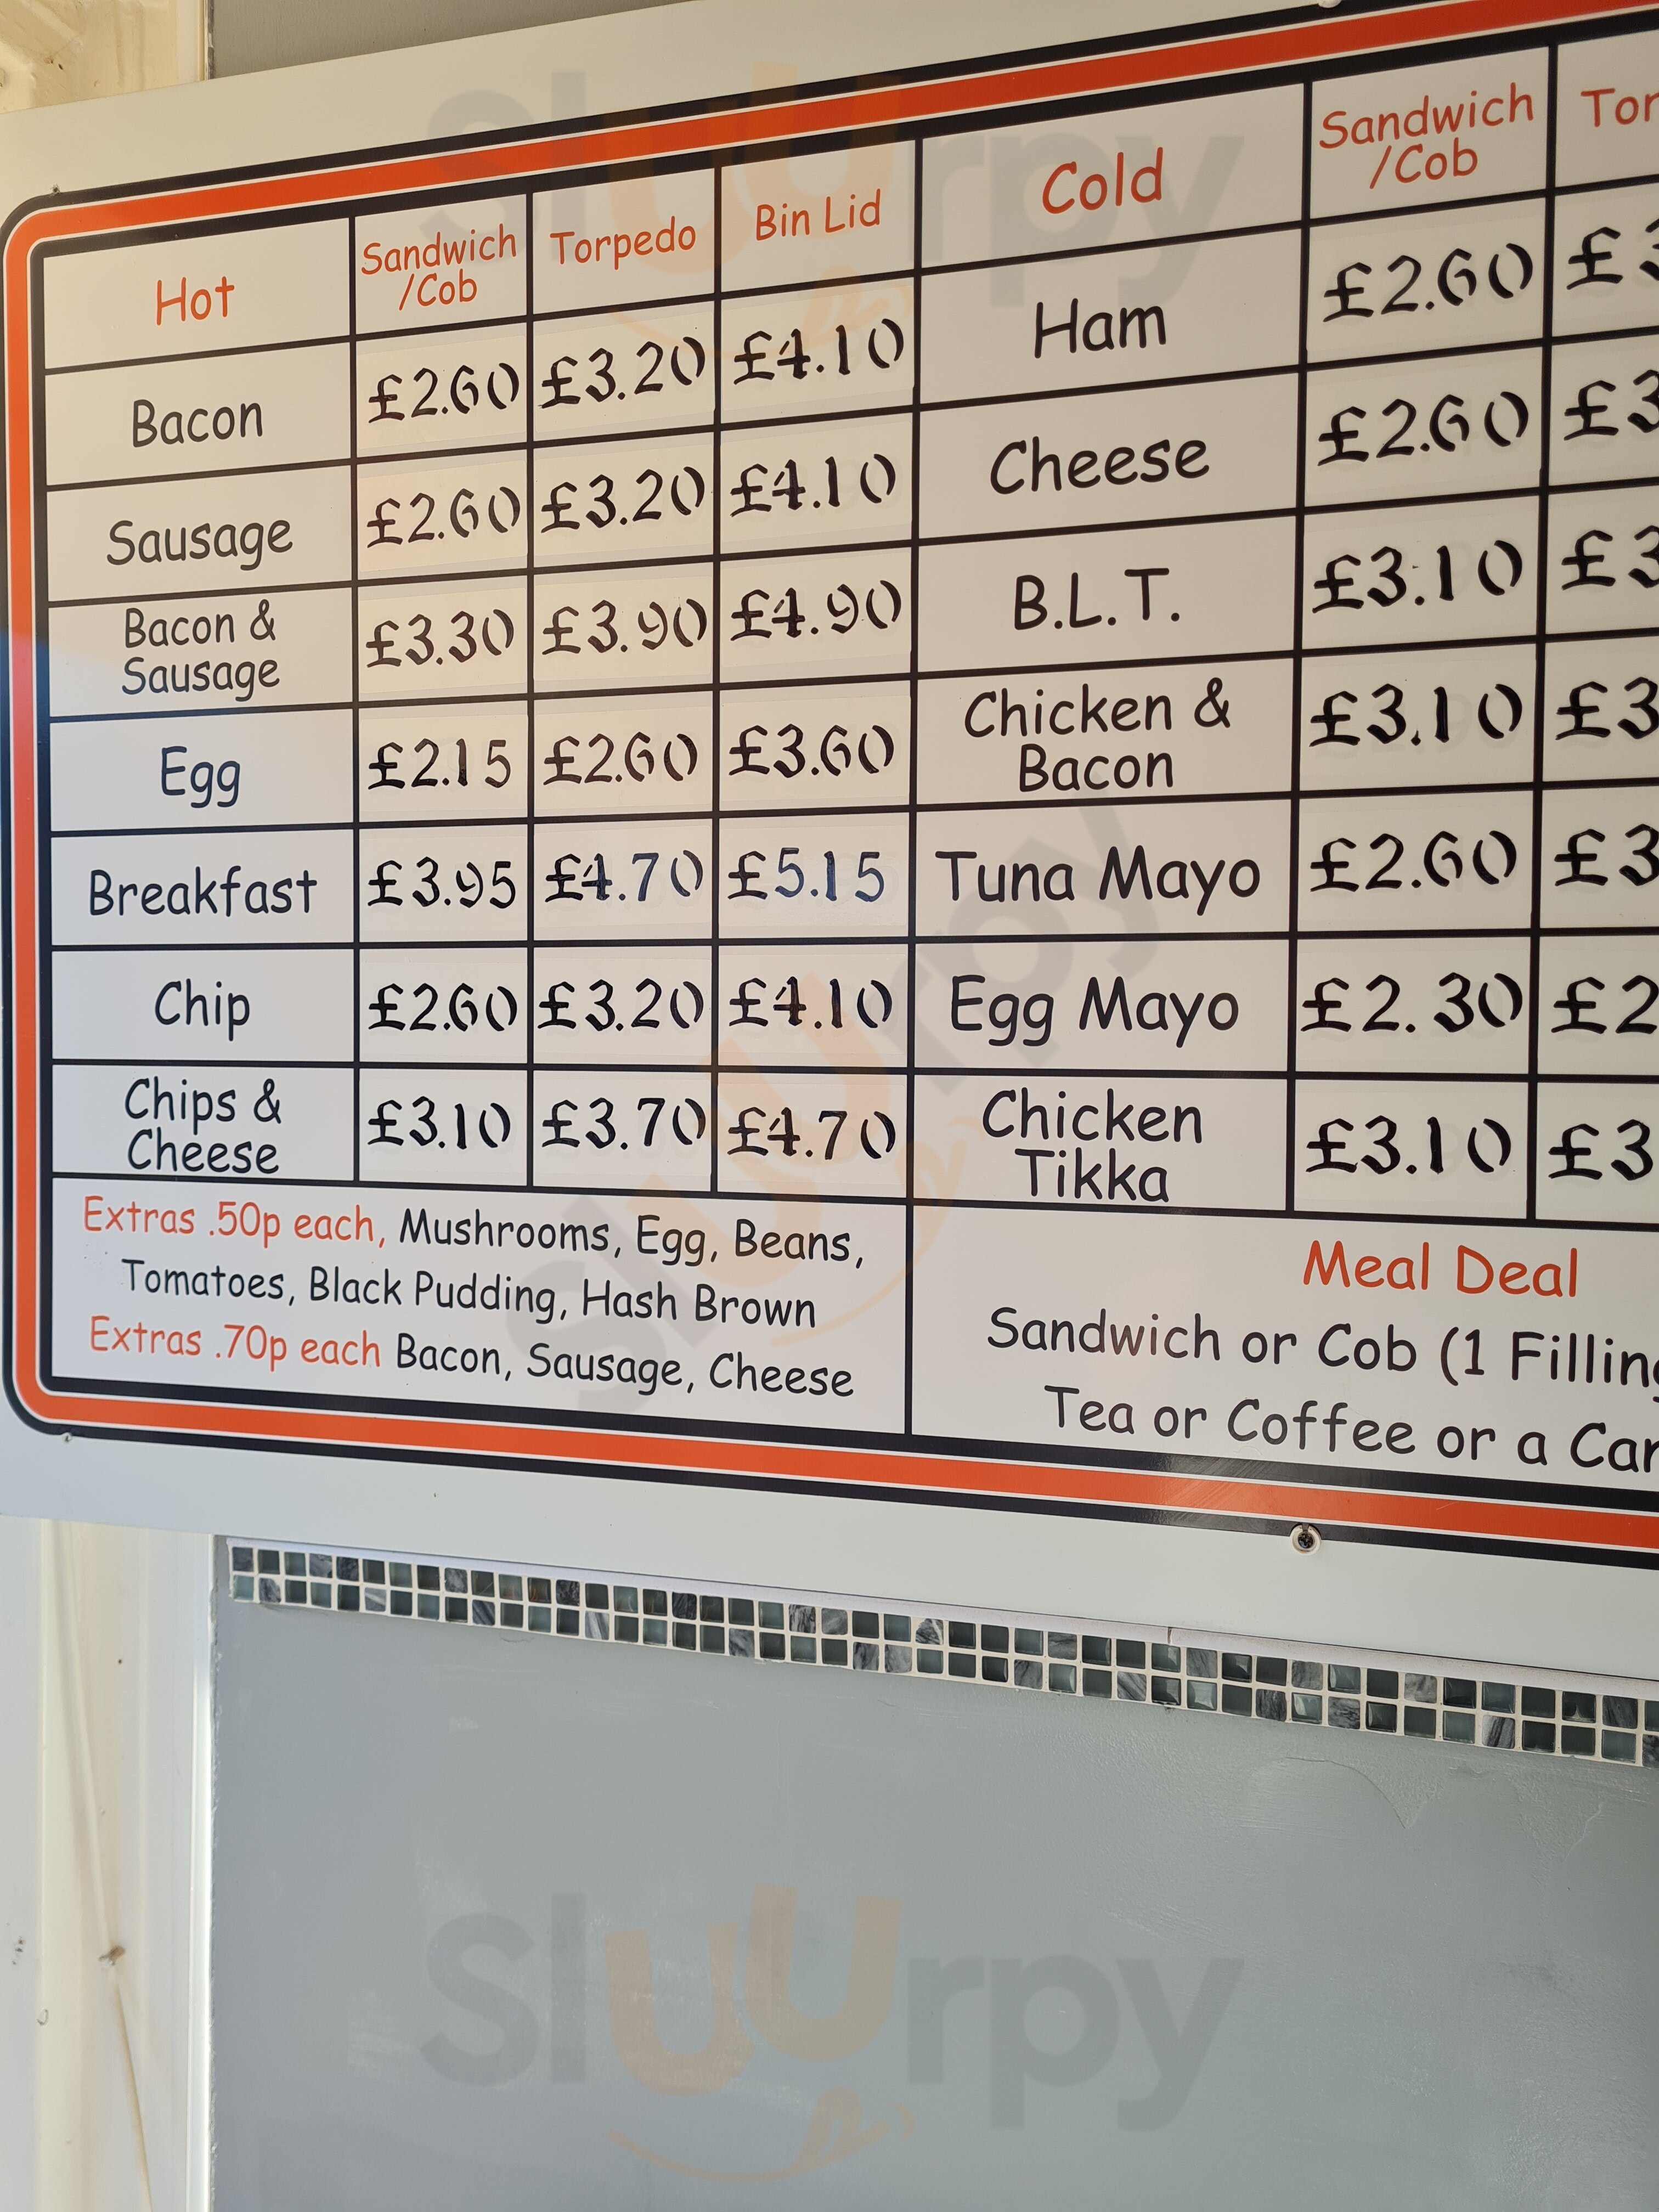 Hot Sandwich/Cob Torpedo Bin Lid
Bacon £2.60 £3.20 £4.10
Sausage £2.60 £3.20 £4.10
Bacon & Sausage £3.30 £3.90 £4.90
Egg £2.15 £2.60 £3.60
Breakfast £3.95 £4.70 £5.15
Chip £2.60 £3.20 £4.10
Chips & Cheese £3.10 £3.70 £4.70
Extras .50p each, Mushrooms, Egg, Beans,
Tomatoes, Black Pudding, Hash Brown
Extras .70p each Bacon, Sausage, Cheese
Cold Sandwich/Cob
Ham £2.60
Cheese £2.60
B.L.T. £3.10
Chicken & Bacon £3.10
Tuna Mayo £2.60
Egg Mayo £2.30
Chicken Tikka £3.10
Meal Deal
Sandwich or Cob (1
Tea or Coffee or a
Sluurpy
Sluurpy
Sluurpy